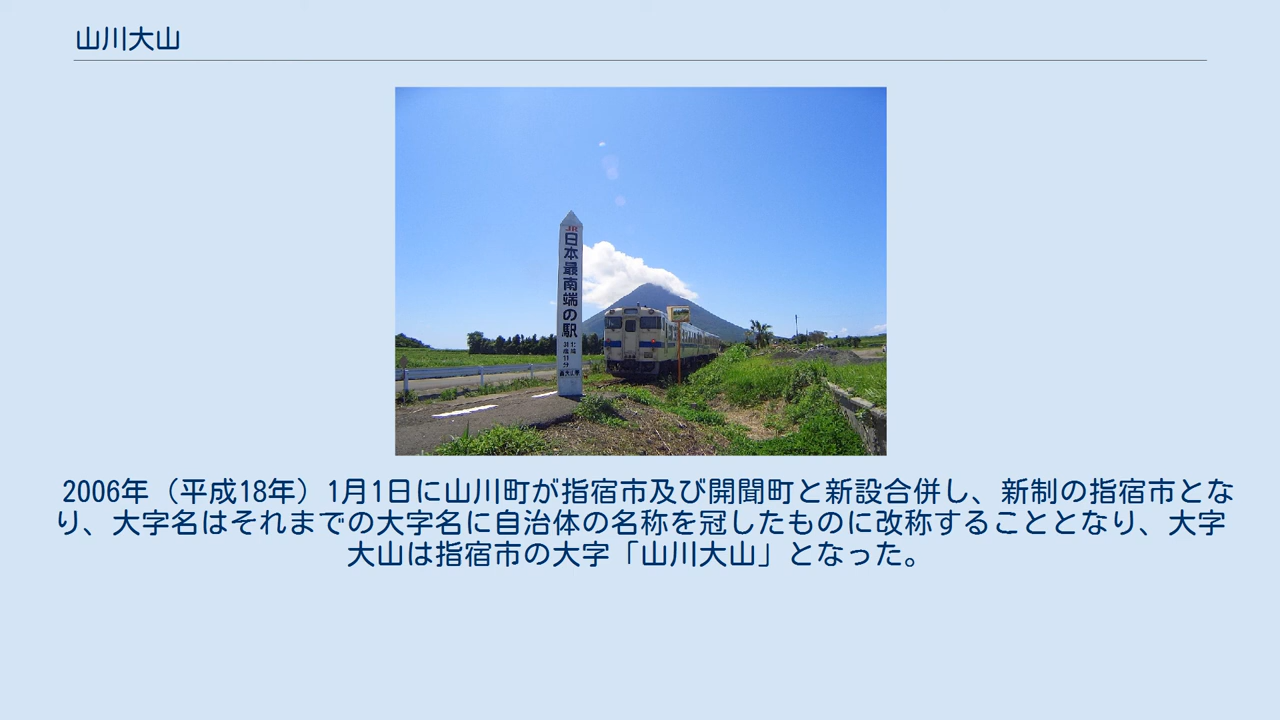 山川大山
JR
日本最南端の駅
2006年（平成18年）1月1日に山川町が指宿市及び開聞町と新設合併し、新制の指宿市とな
り、大字名はそれまでの大字名に自治体の名称を冠したものに改称することとなり、大字
大山は指宿市の大字「山川大山」となった。